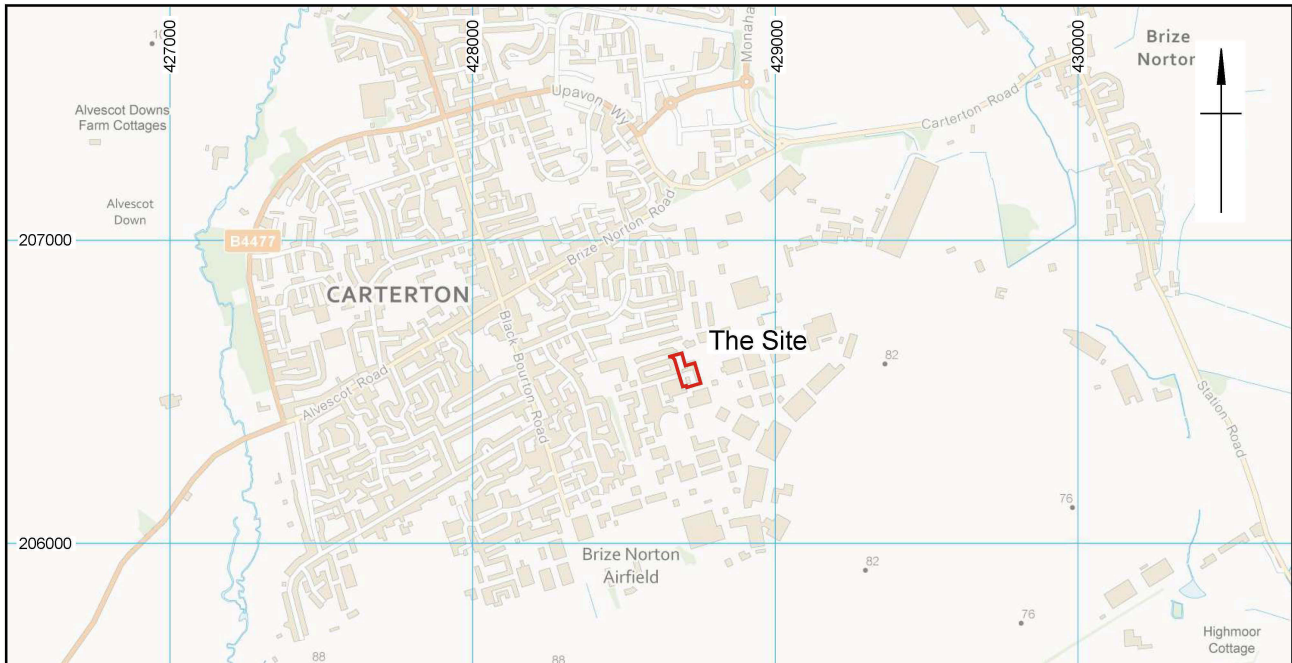 427000
428000
429000
430000
Brize
Norton
Monaha
Alvescot Downs
Farm Cottages
Upavon Wy
Carterton Road
Alvescot
Down
207000
B4477
Brize Norton Road
CARTERTON
Black Bourton Road
The Site
82
Alvescot Road
Station Road
76
206000
Brize Norton
Airfield
82
76
Highmoor
Cottage
88
88